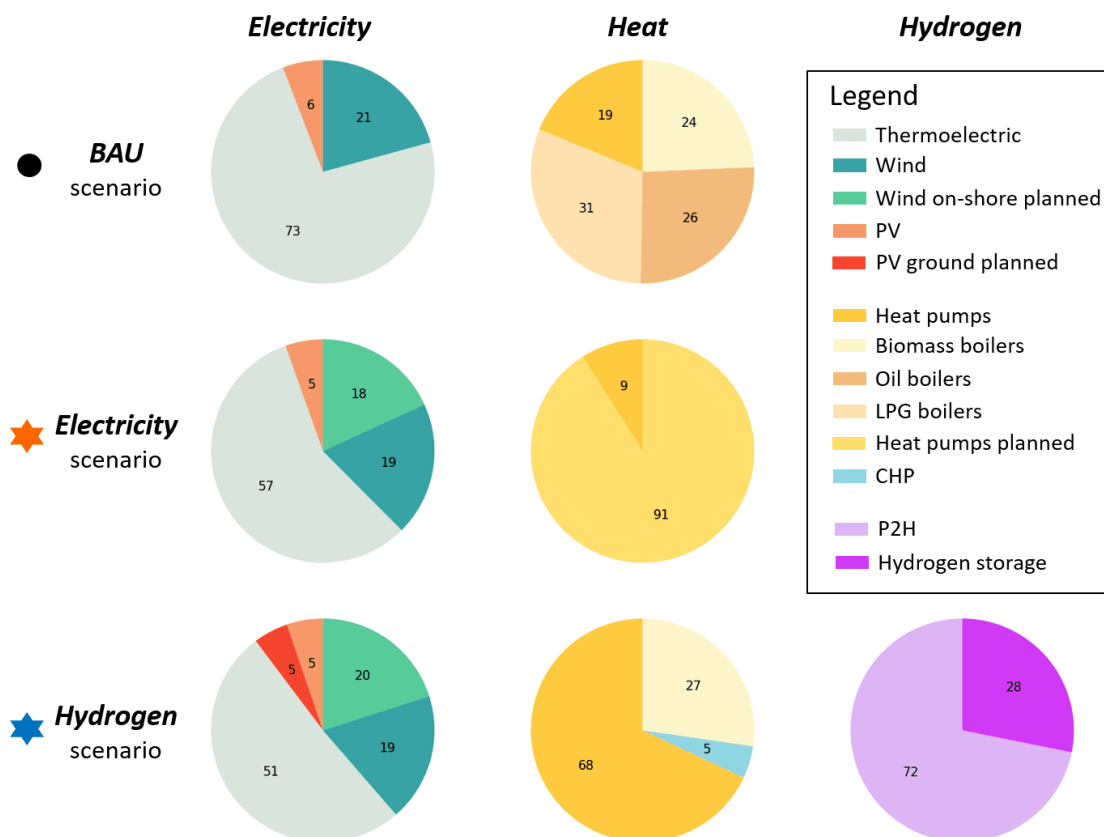 Electricity
Heat
Hydrogen
BAU
scenario
6
21
73
19
24
31
26
Legend
Thermoelectric
Wind
Wind on-shore planned
PV
PV ground planned
Heat pumps
Biomass boilers
Oil boilers
LPG boilers
Heat pumps planned
CHP
P2H
Hydrogen storage
Electricity
scenario
5
18
19
57
9
91
Hydrogen
scenario
5
5
20
19
51
27
5
68
28
72